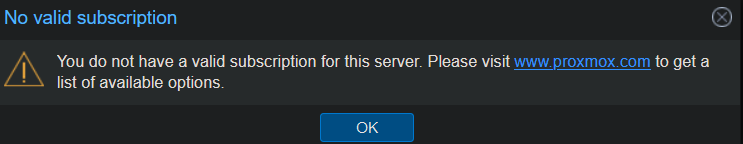 No valid subscription
You do not have a valid subscription for this server. Please visit www.proxmox.com to get a
list of available options.
OK